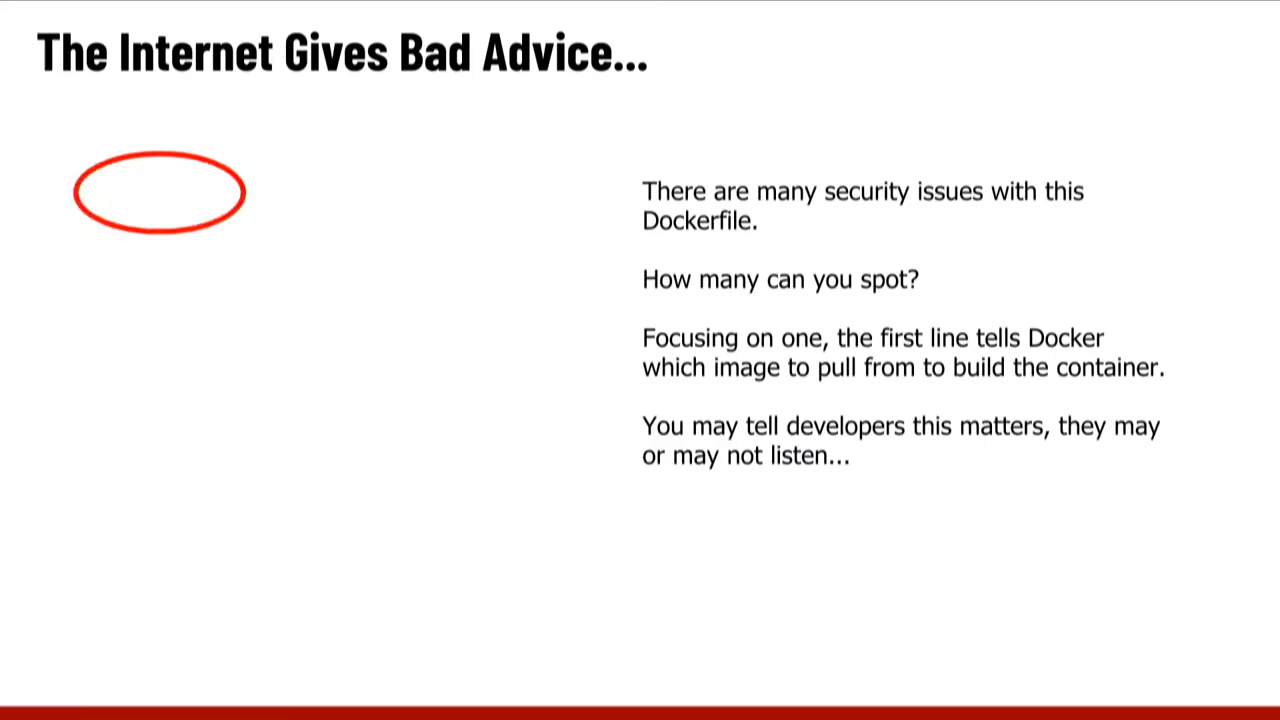 The Internet Gives Bad Advice...
There are many security issues with this
Dockerfile.
How many can you spot?
Focusing on one, the first line tells Docker
which image to pull from to build the container.
You may tell developers this matters, they may
or may not listen...